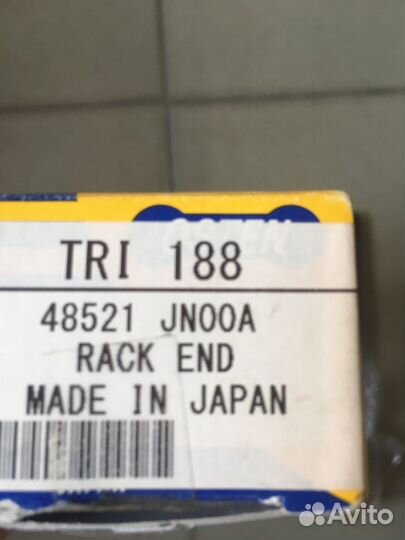 TRI 188
48521 JN00A
RACK END
MADE IN JAPAN
Avito